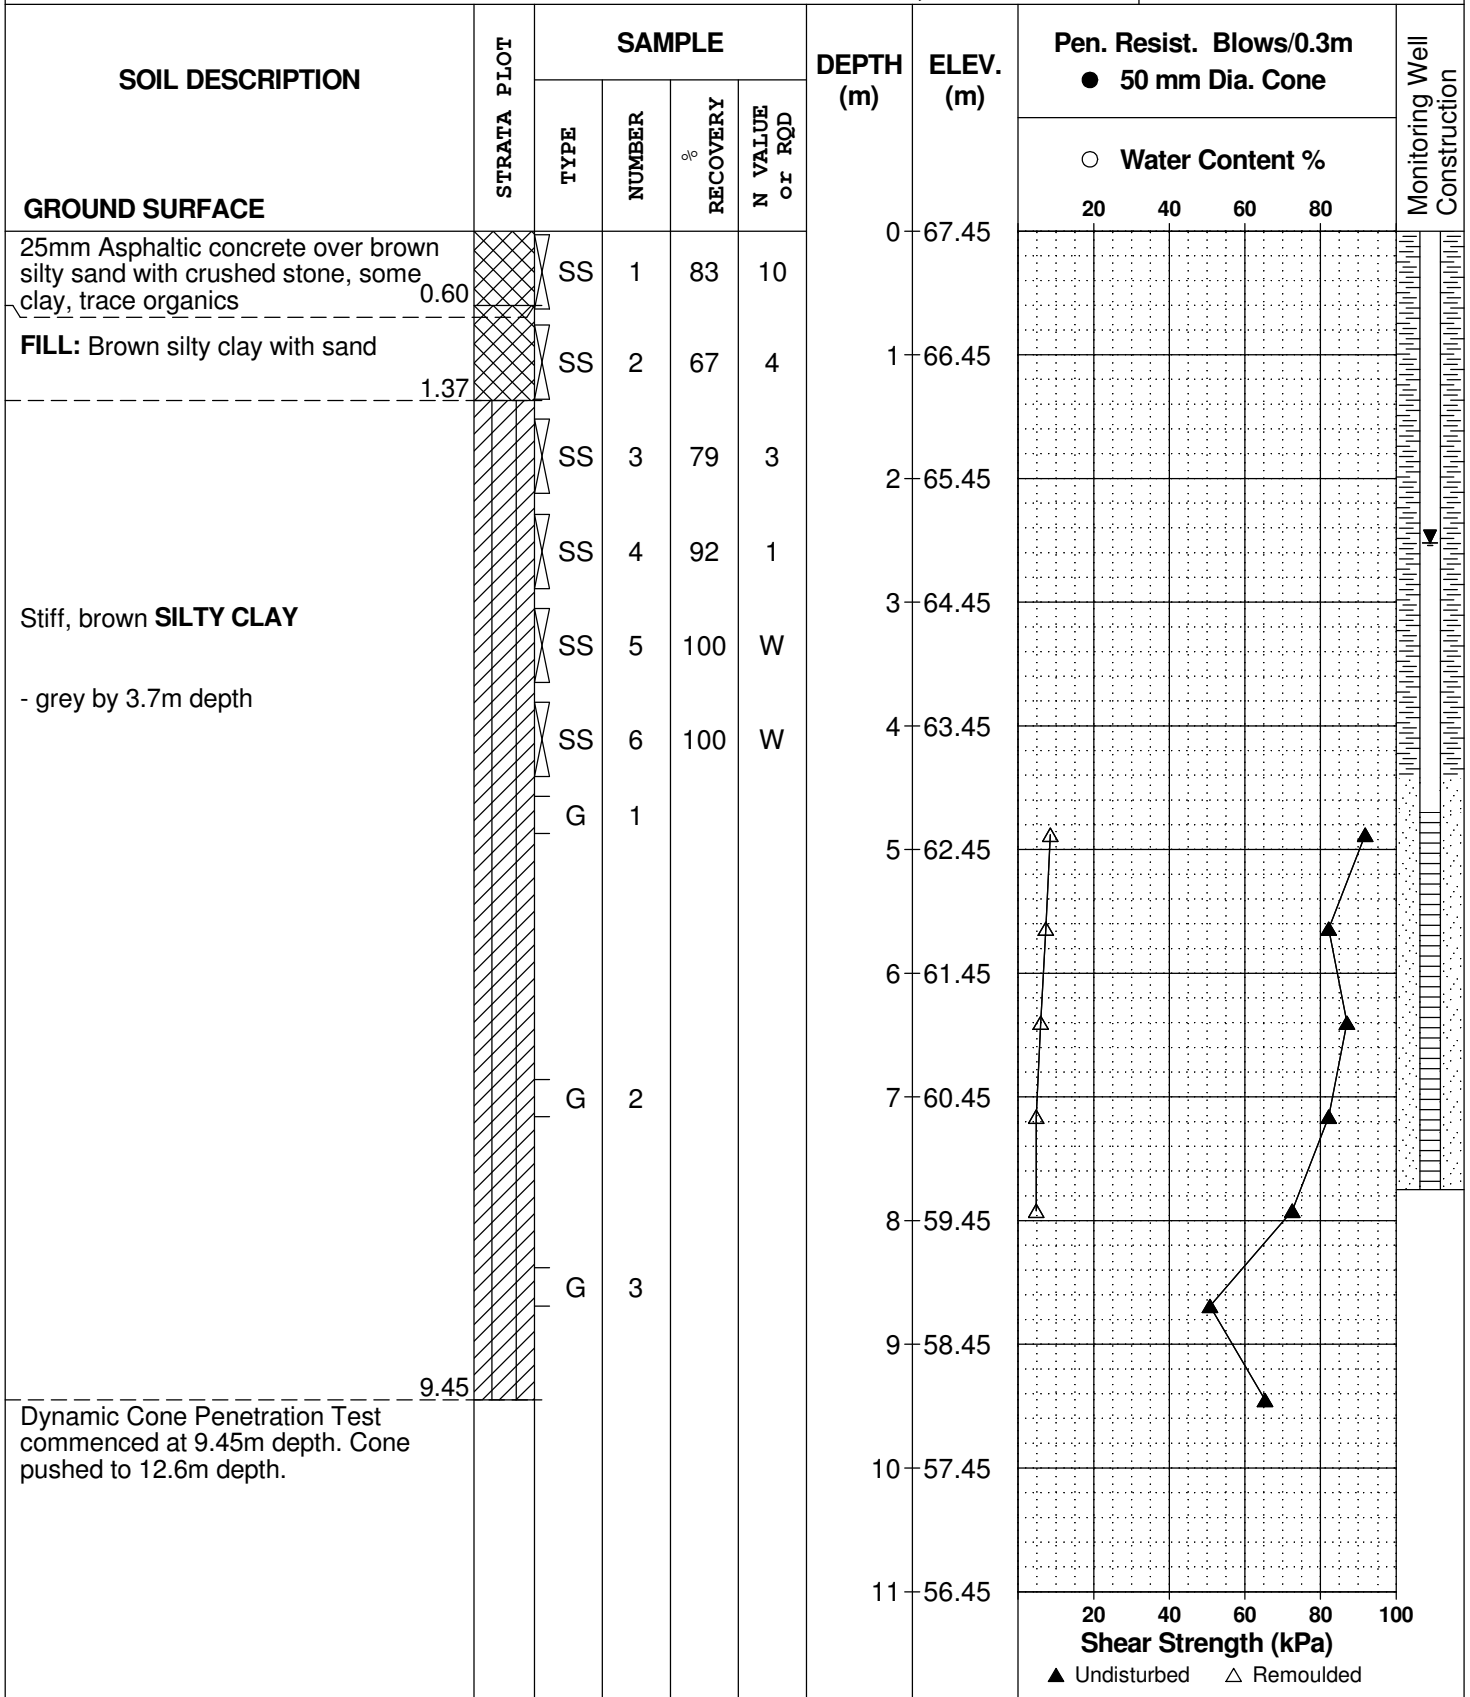 SOIL DESCRIPTION
GROUND SURFACE
STRATA PLOT
SAMPLE
TYPE
NUMBER
%
RECOVERY
N VALUE
or RQD
DEPTH
(m)
ELEV.
(m)
Pen. Resist. Blows/0.3m
● 50 mm Dia. Cone
○ Water Content %
20 40 60 80
Monitoring Well
Construction
25mm Asphaltic concrete over brown
silty sand with crushed stone, some
clay, trace organics 0.60
FILL: Brown silty clay with sand
1.37
Stiff, brown SILTY CLAY
- grey by 3.7m depth
9.45
Dynamic Cone Penetration Test
commenced at 9.45m depth. Cone
pushed to 12.6m depth.
SS 1 83 10
SS 2 67 4
SS 3 79 3
SS 4 92 1
SS 5 100 W
SS 6 100 W
G 1
G 2
G 3
0 67.45
1 66.45
2 65.45
3 64.45
4 63.45
5 62.45
6 61.45
7 60.45
8 59.45
9 58.45
10 57.45
11 56.45
20 40 60 80 100
Shear Strength (kPa)
▲ Undisturbed △ Remoulded